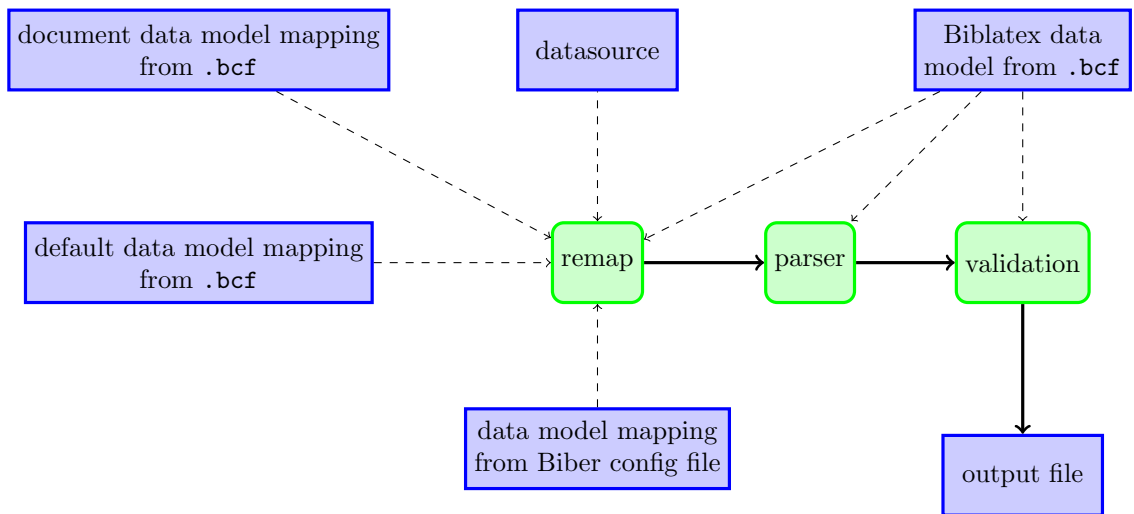 document data model mapping
from .bcf
datasource
Biblatex data
model from .bcf
default data model mapping
from .bcf
remap
parser
validation
data model mapping
from Biber config file
output file